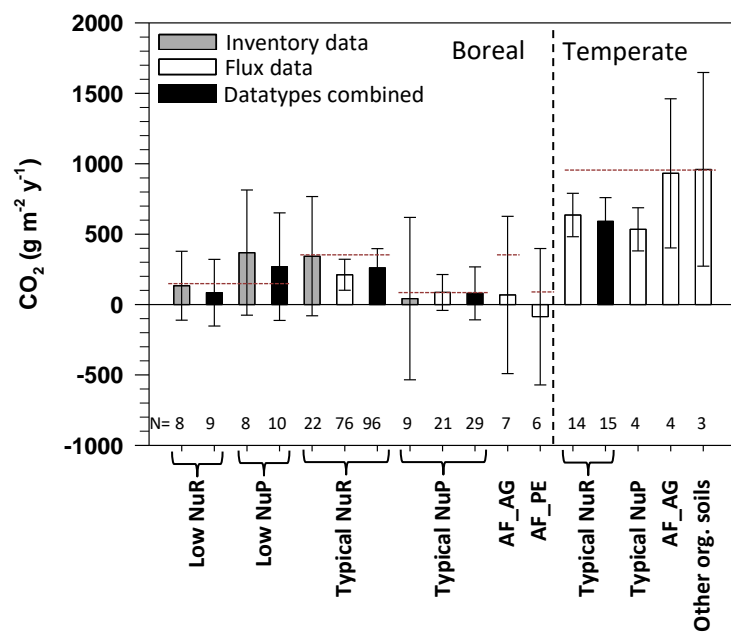 2000
1500
1000
500
0
-500
-1000
CO2 (g m-2 y-1)
Inventory data
Flux data
Datatypes combined
Boreal
Temperate
N= 8 9 8 10 22 76 96 9 21 29 7 6 14 15 4 4 3
Low NuR
Low NuP
Typical NuR
Typical NuP
AF_AG
AF_PE
Typical NuR
Typical NuP
AF_AG
Other org. soils